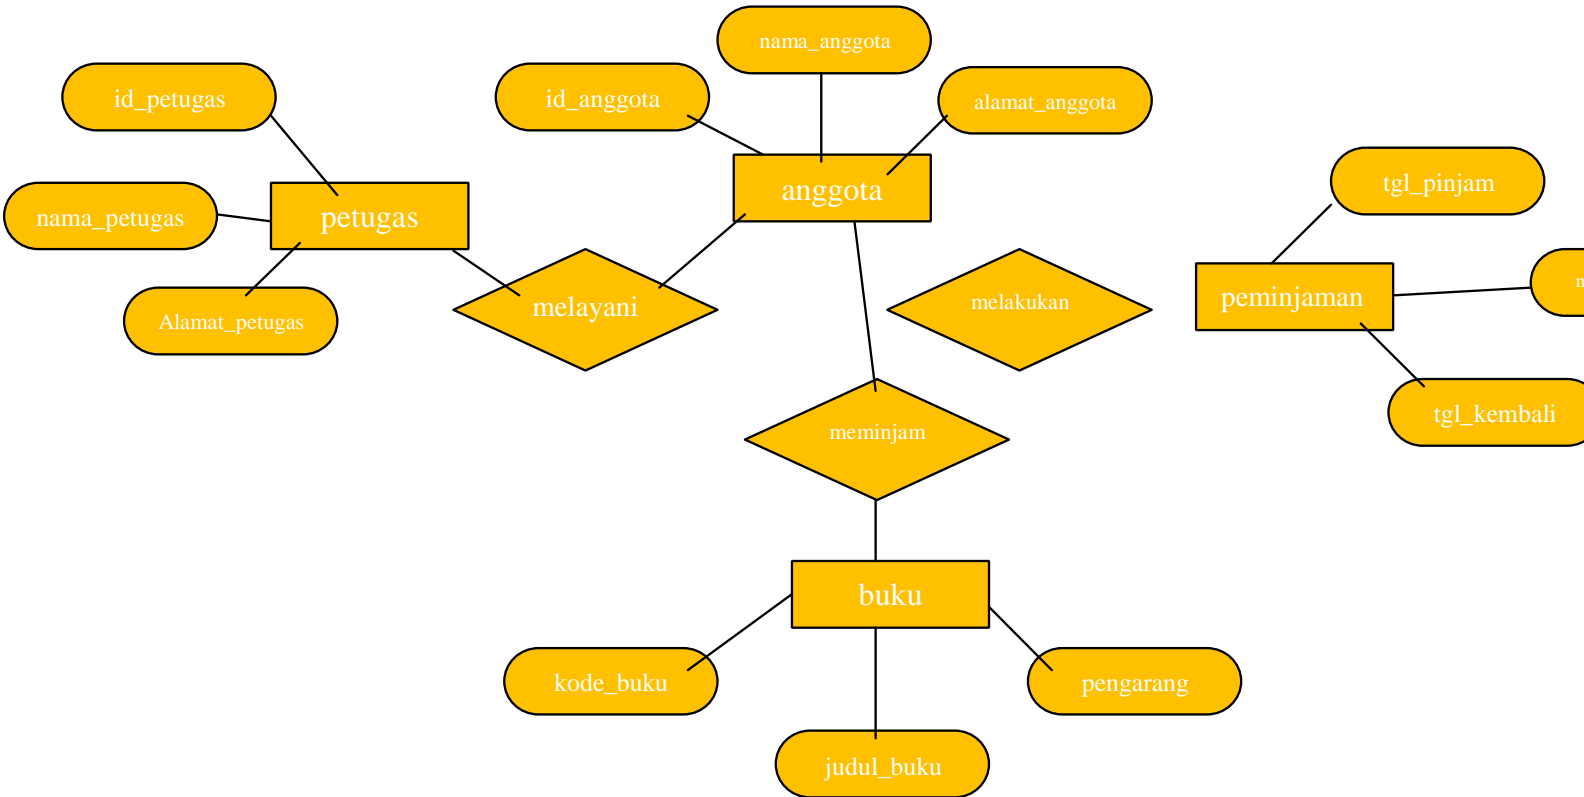 nama_anggota
id_petugas
id_anggota
alamat_anggota
tgl_pinjam
anggota
nama_petugas
petugas
melayani
melakukan
peminjaman
Alamat_petugas
tgl_kembali
meminjam
buku
kode_buku
pengarang
judul_buku